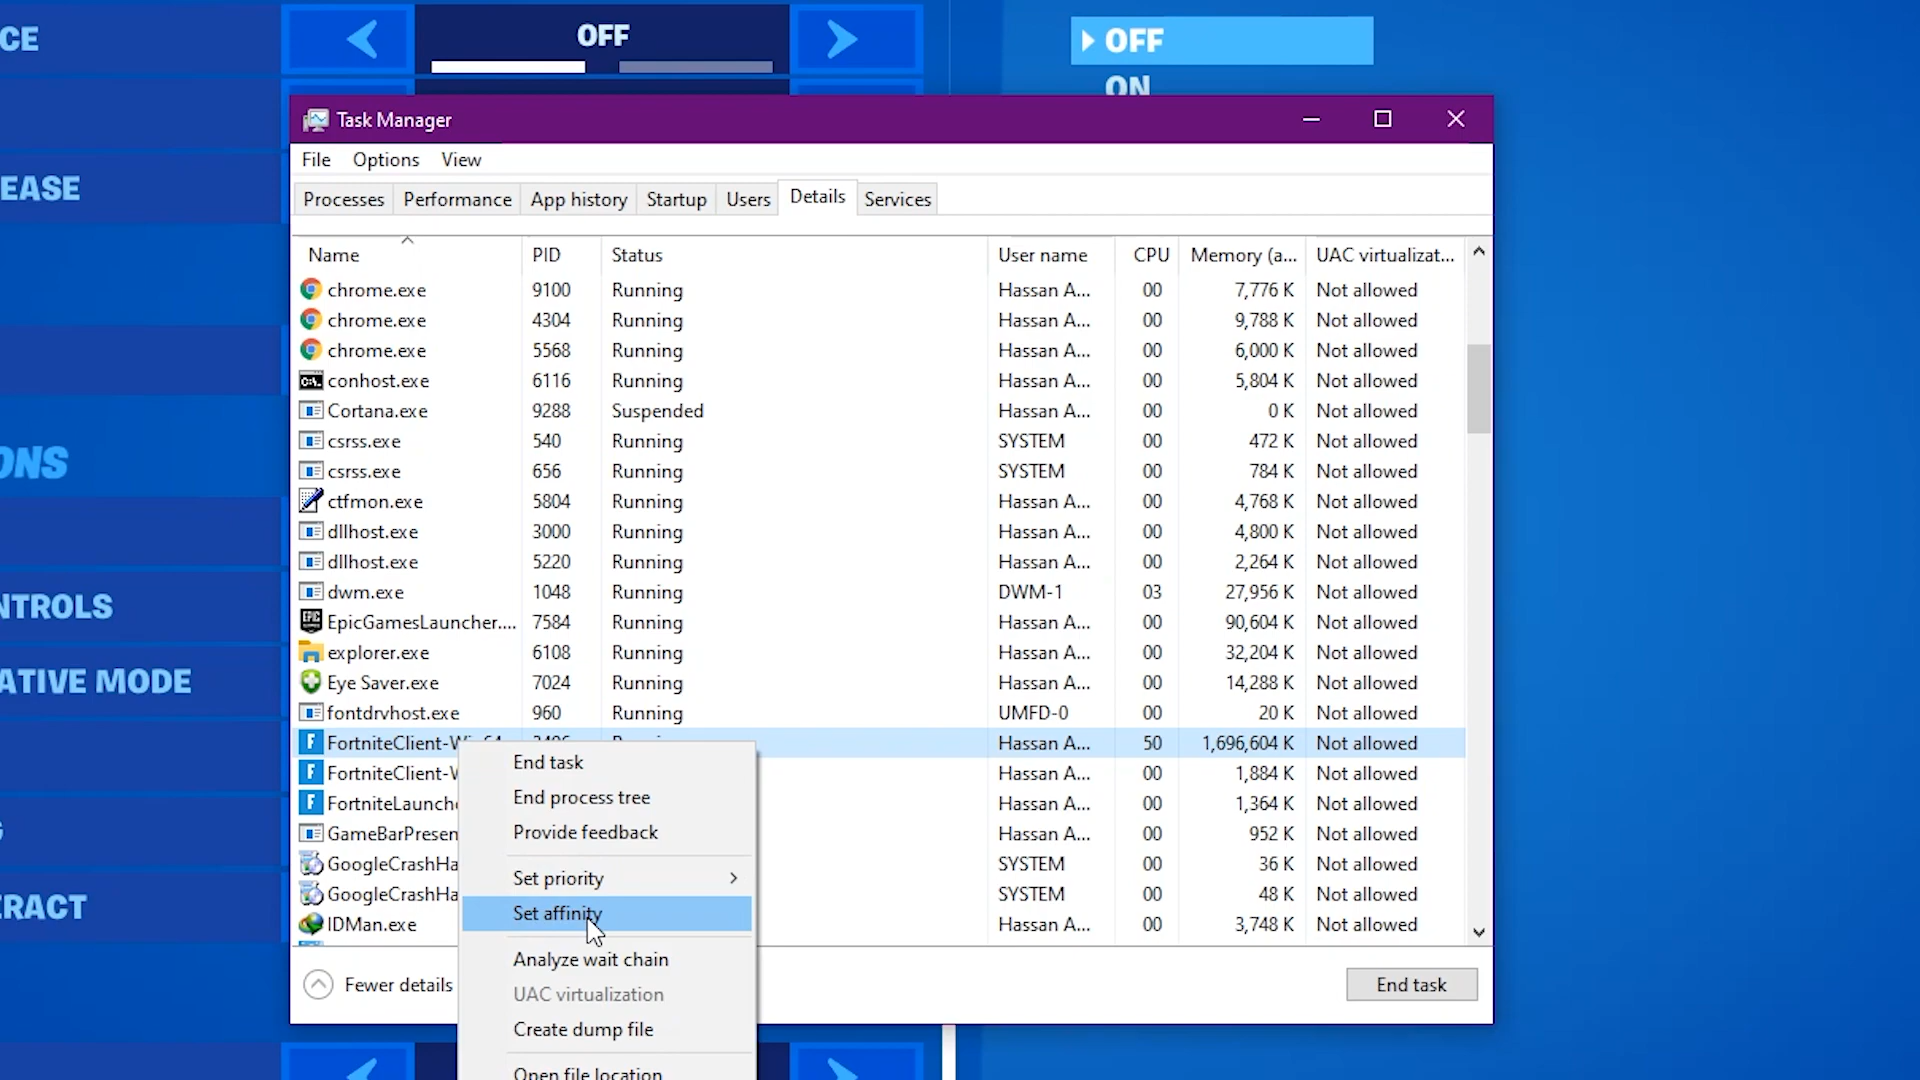 CE
OFF
OFF
ON
Task Manager
File Options View
Processes Performance App history Startup Users Details Services
Name PID Status User name CPU Memory (a... UAC virtualizat...
chrome.exe 9100 Running Hassan A... 00 7,776 K Not allowed
chrome.exe 4304 Running Hassan A... 00 9,788 K Not allowed
chrome.exe 5568 Running Hassan A... 00 6,000 K Not allowed
conhost.exe 6116 Running Hassan A... 00 5,804 K Not allowed
Cortana.exe 9288 Suspended Hassan A... 00 0 K Not allowed
csrss.exe 540 Running SYSTEM 00 472 K Not allowed
csrss.exe 656 Running SYSTEM 00 784 K Not allowed
ctfmon.exe 5804 Running Hassan A... 00 4,768 K Not allowed
dllhost.exe 3000 Running Hassan A... 00 4,800 K Not allowed
dllhost.exe 5220 Running Hassan A... 00 2,264 K Not allowed
dwm.exe 1048 Running DWM-1 03 27,956 K Not allowed
EpicGamesLauncher.... 7584 Running Hassan A... 00 90,604 K Not allowed
explorer.exe 6108 Running Hassan A... 00 32,204 K Not allowed
Eye Saver.exe 7024 Running Hassan A... 00 14,288 K Not allowed
fontdrvhost.exe 960 Running UMFD-0 00 20 K Not allowed
FortniteClient-Win64 Hassan A... 50 1,696,604 K Not allowed
FortniteClient-W Hassan A... 00 1,884 K Not allowed
FortniteLaunch Hassan A... 00 1,364 K Not allowed
GameBarPresen Hassan A... 00 952 K Not allowed
GoogleCrashHa SYSTEM 00 36 K Not allowed
GoogleCrashHa SYSTEM 00 48 K Not allowed
IDMan.exe Hassan A... 00 3,748 K Not allowed
End task
End process tree
Provide feedback
Set priority
Set affinity
Analyze wait chain
UAC virtualization
Create dump file
Open file location
Fewer details
End task
EASE
ONS
NTROLS
ATIVE MODE
G
ERACT